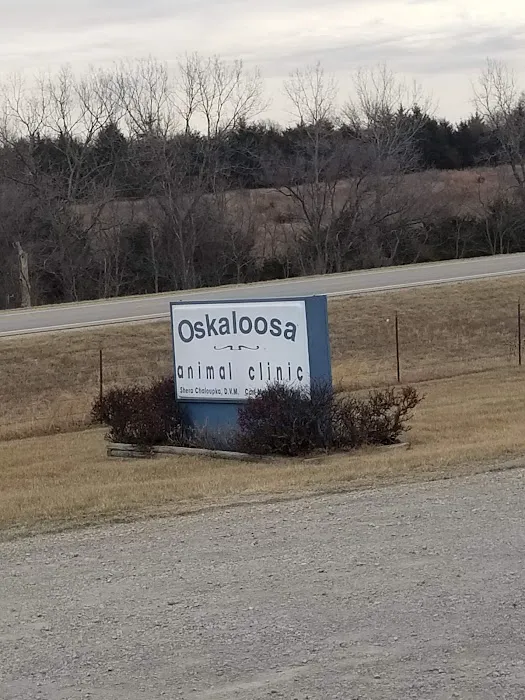 Oskaloosa
animal clinic
Shera Chaloupka, D.V.M.